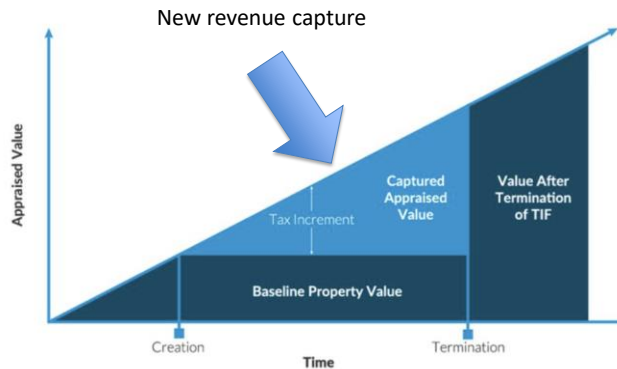 New revenue capture
Appraised Value
Captured
Appraised
Value
Value After
Termination
of TIF
Tax Increment
Baseline Property Value
Creation
Termination
Time